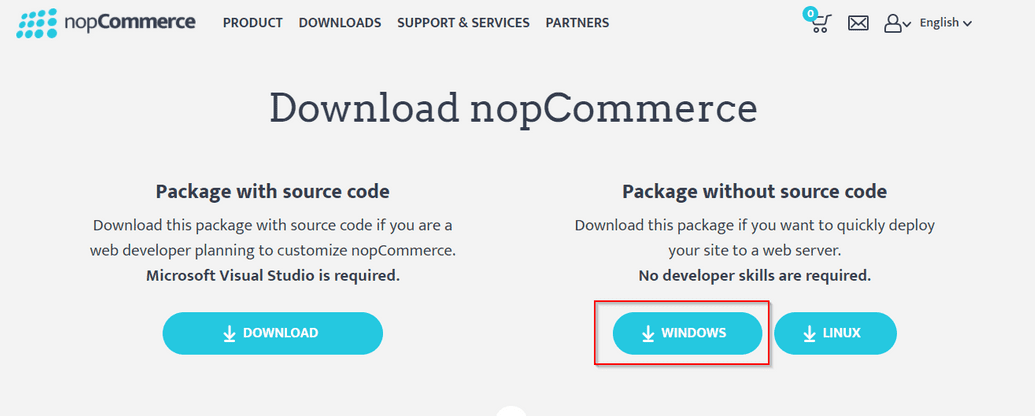 nopCommerce PRODUCT DOWNLOADS SUPPORT & SERVICES PARTNERS 0 English
Download nopCommerce
Package with source code
Download this package with source code if you are a
web developer planning to customize nopCommerce.
Microsoft Visual Studio is required.
DOWNLOAD
Package without source code
Download this package if you want to quickly deploy
your site to a web server.
No developer skills are required.
WINDOWS LINUX